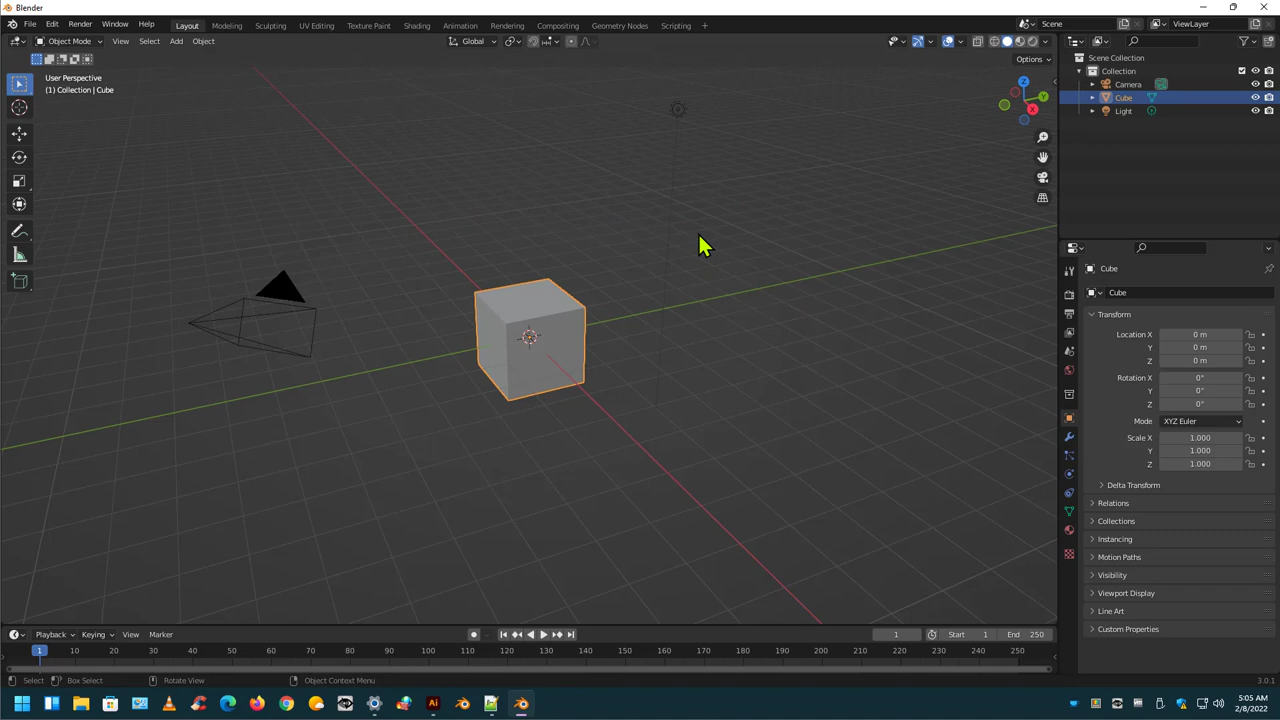 Blender
File Edit Render Window Help Layout Modeling Sculpting UV Editing Texture Paint Shading Animation Rendering Compositing Geometry Nodes Scripting + Scene ViewLayer
Object Mode View Select Add Object Global
Options
User Perspective
(1) Collection | Cube
Z
Y
X
Scene Collection
Collection
Camera
Cube
Light
Cube
Cube
Transform
Location X 0 m
Y 0 m
Z 0 m
Rotation X 0°
Y 0°
Z 0°
Mode XYZ Euler
Scale X 1.000
Y 1.000
Z 1.000
Delta Transform
Relations
Collections
Instancing
Motion Paths
Visibility
Viewport Display
Line Art
Custom Properties
Playback Keying View Marker 1 Start 1 End 250
1 10 20 30 40 50 60 70 80 90 100 110 120 130 140 150 160 170 180 190 200 210 220 230 240 250
Select Box Select Rotate View Object Context Menu 3.0.1
Ai
5:05 AM
2/8/2022